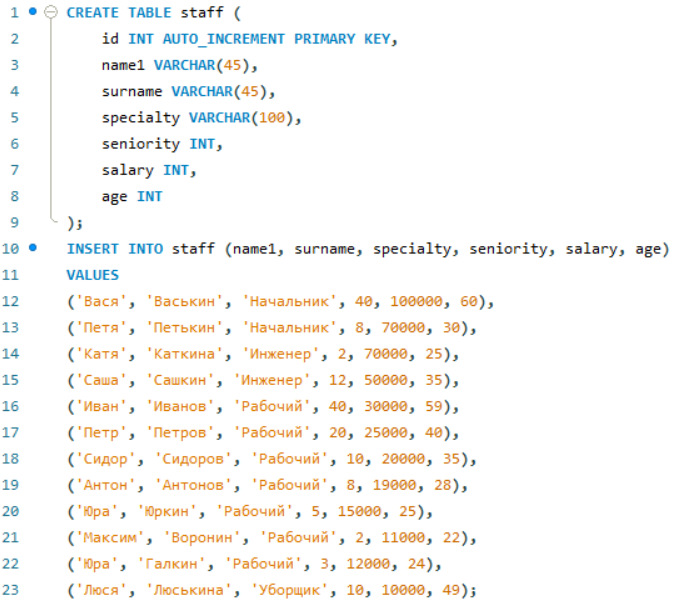 1 CREATE TABLE staff (
2 id INT AUTO_INCREMENT PRIMARY KEY,
3 name1 VARCHAR(45),
4 surname VARCHAR(45),
5 specialty VARCHAR(100),
6 seniority INT,
7 salary INT,
8 age INT
9 );
10 INSERT INTO staff (name1, surname, specialty, seniority, salary, age)
11 VALUES
12 ('Вася', 'Васькин', 'Начальник', 40, 100000, 60),
13 ('Петя', 'Петькин', 'Начальник', 8, 70000, 30),
14 ('Катя', 'Каткина', 'Инженер', 2, 70000, 25),
15 ('Саша', 'Сашкин', 'Инженер', 12, 50000, 35),
16 ('Иван', 'Иванов', 'Рабочий', 40, 30000, 59),
17 ('Петр', 'Петров', 'Рабочий', 20, 25000, 40),
18 ('Сидор', 'Сидоров', 'Рабочий', 10, 20000, 35),
19 ('Антон', 'Антонов', 'Рабочий', 8, 19000, 28),
20 ('Юра', 'Юркин', 'Рабочий', 5, 15000, 25),
21 ('Максим', 'Воронин', 'Рабочий', 2, 11000, 22),
22 ('Юра', 'Галкин', 'Рабочий', 3, 12000, 24),
23 ('Люся', 'Люськина', 'Уборщик', 10, 10000, 49);